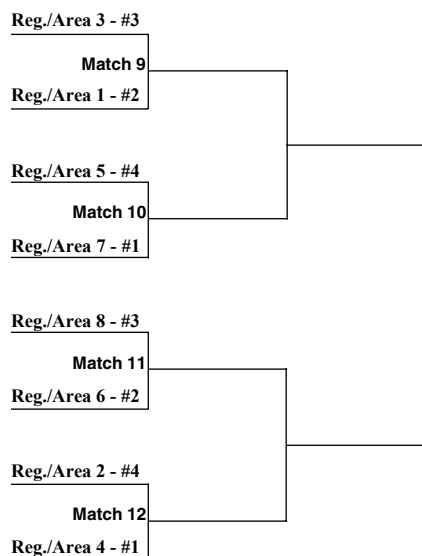 Reg./Area 3 - #3
Match 9
Reg./Area 1 - #2
Reg./Area 5 - #4
Match 10
Reg./Area 7 - #1
Reg./Area 8 - #3
Match 11
Reg./Area 6 - #2
Reg./Area 2 - #4
Match 12
Reg./Area 4 - #1